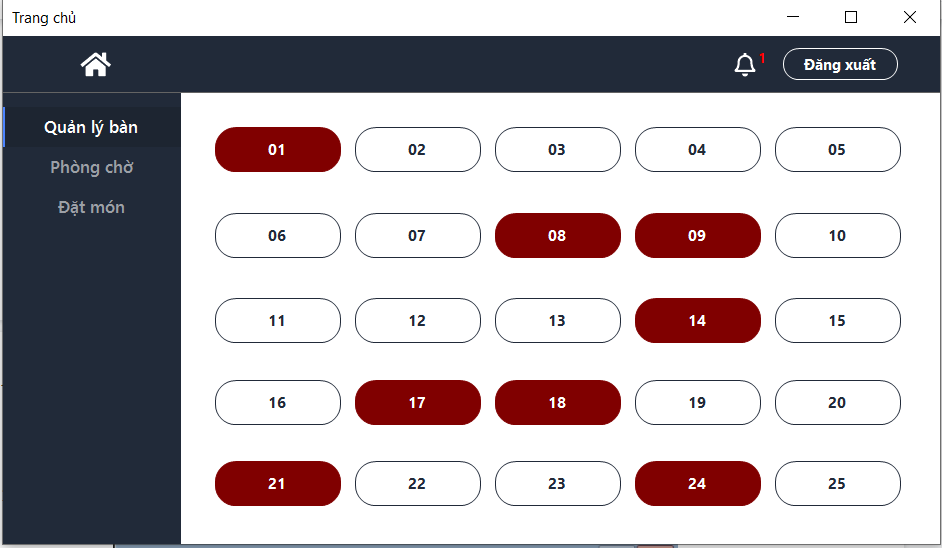 Trang chủ
1
Đăng xuất
Quản lý bàn
Phòng chờ
Đặt món
01 02 03 04 05
06 07 08 09 10
11 12 13 14 15
16 17 18 19 20
21 22 23 24 25